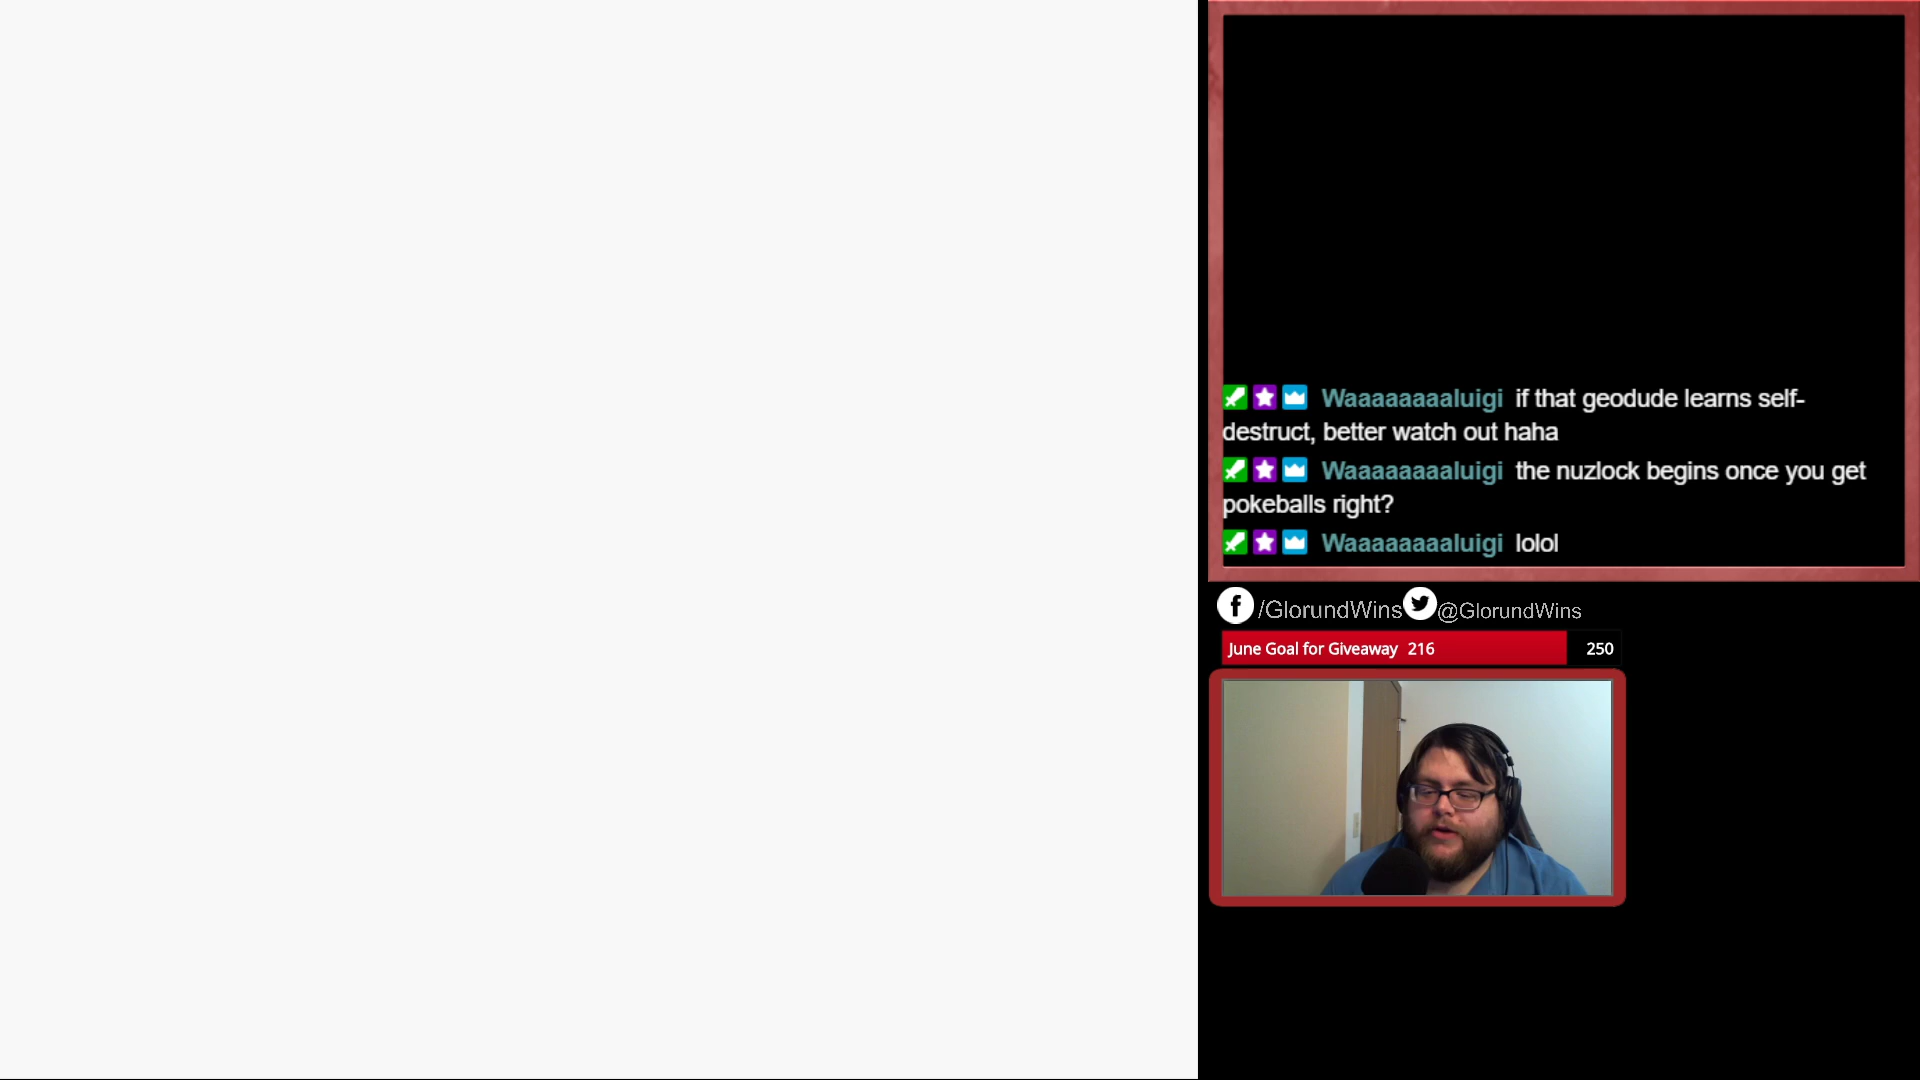 Waaaaaaaaluigi if that geodude learns self-
destruct, better watch out haha
Waaaaaaaaluigi the nuzlock begins once you get
pokeballs right?
Waaaaaaaaluigi lolol
/GlorundWins @GlorundWins
June Goal for Giveaway 216 250